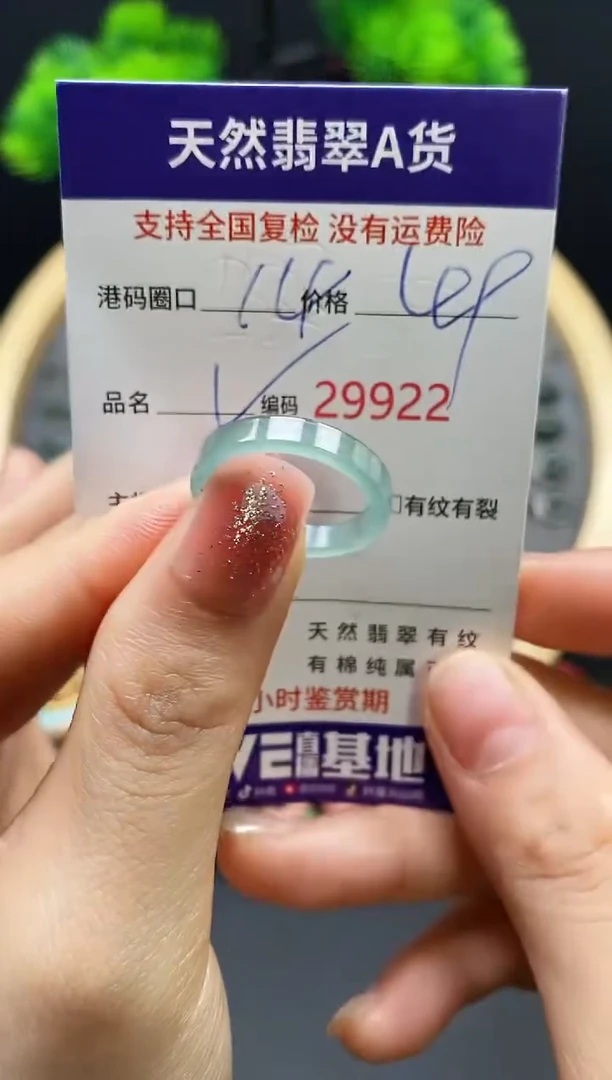 天然翡翠A货
支持全国复检 没有运费险
港码圈口 价格
品名 编码 29922
□有纹有裂
天然翡翠有纹
有棉纯属
小时鉴赏期
基地